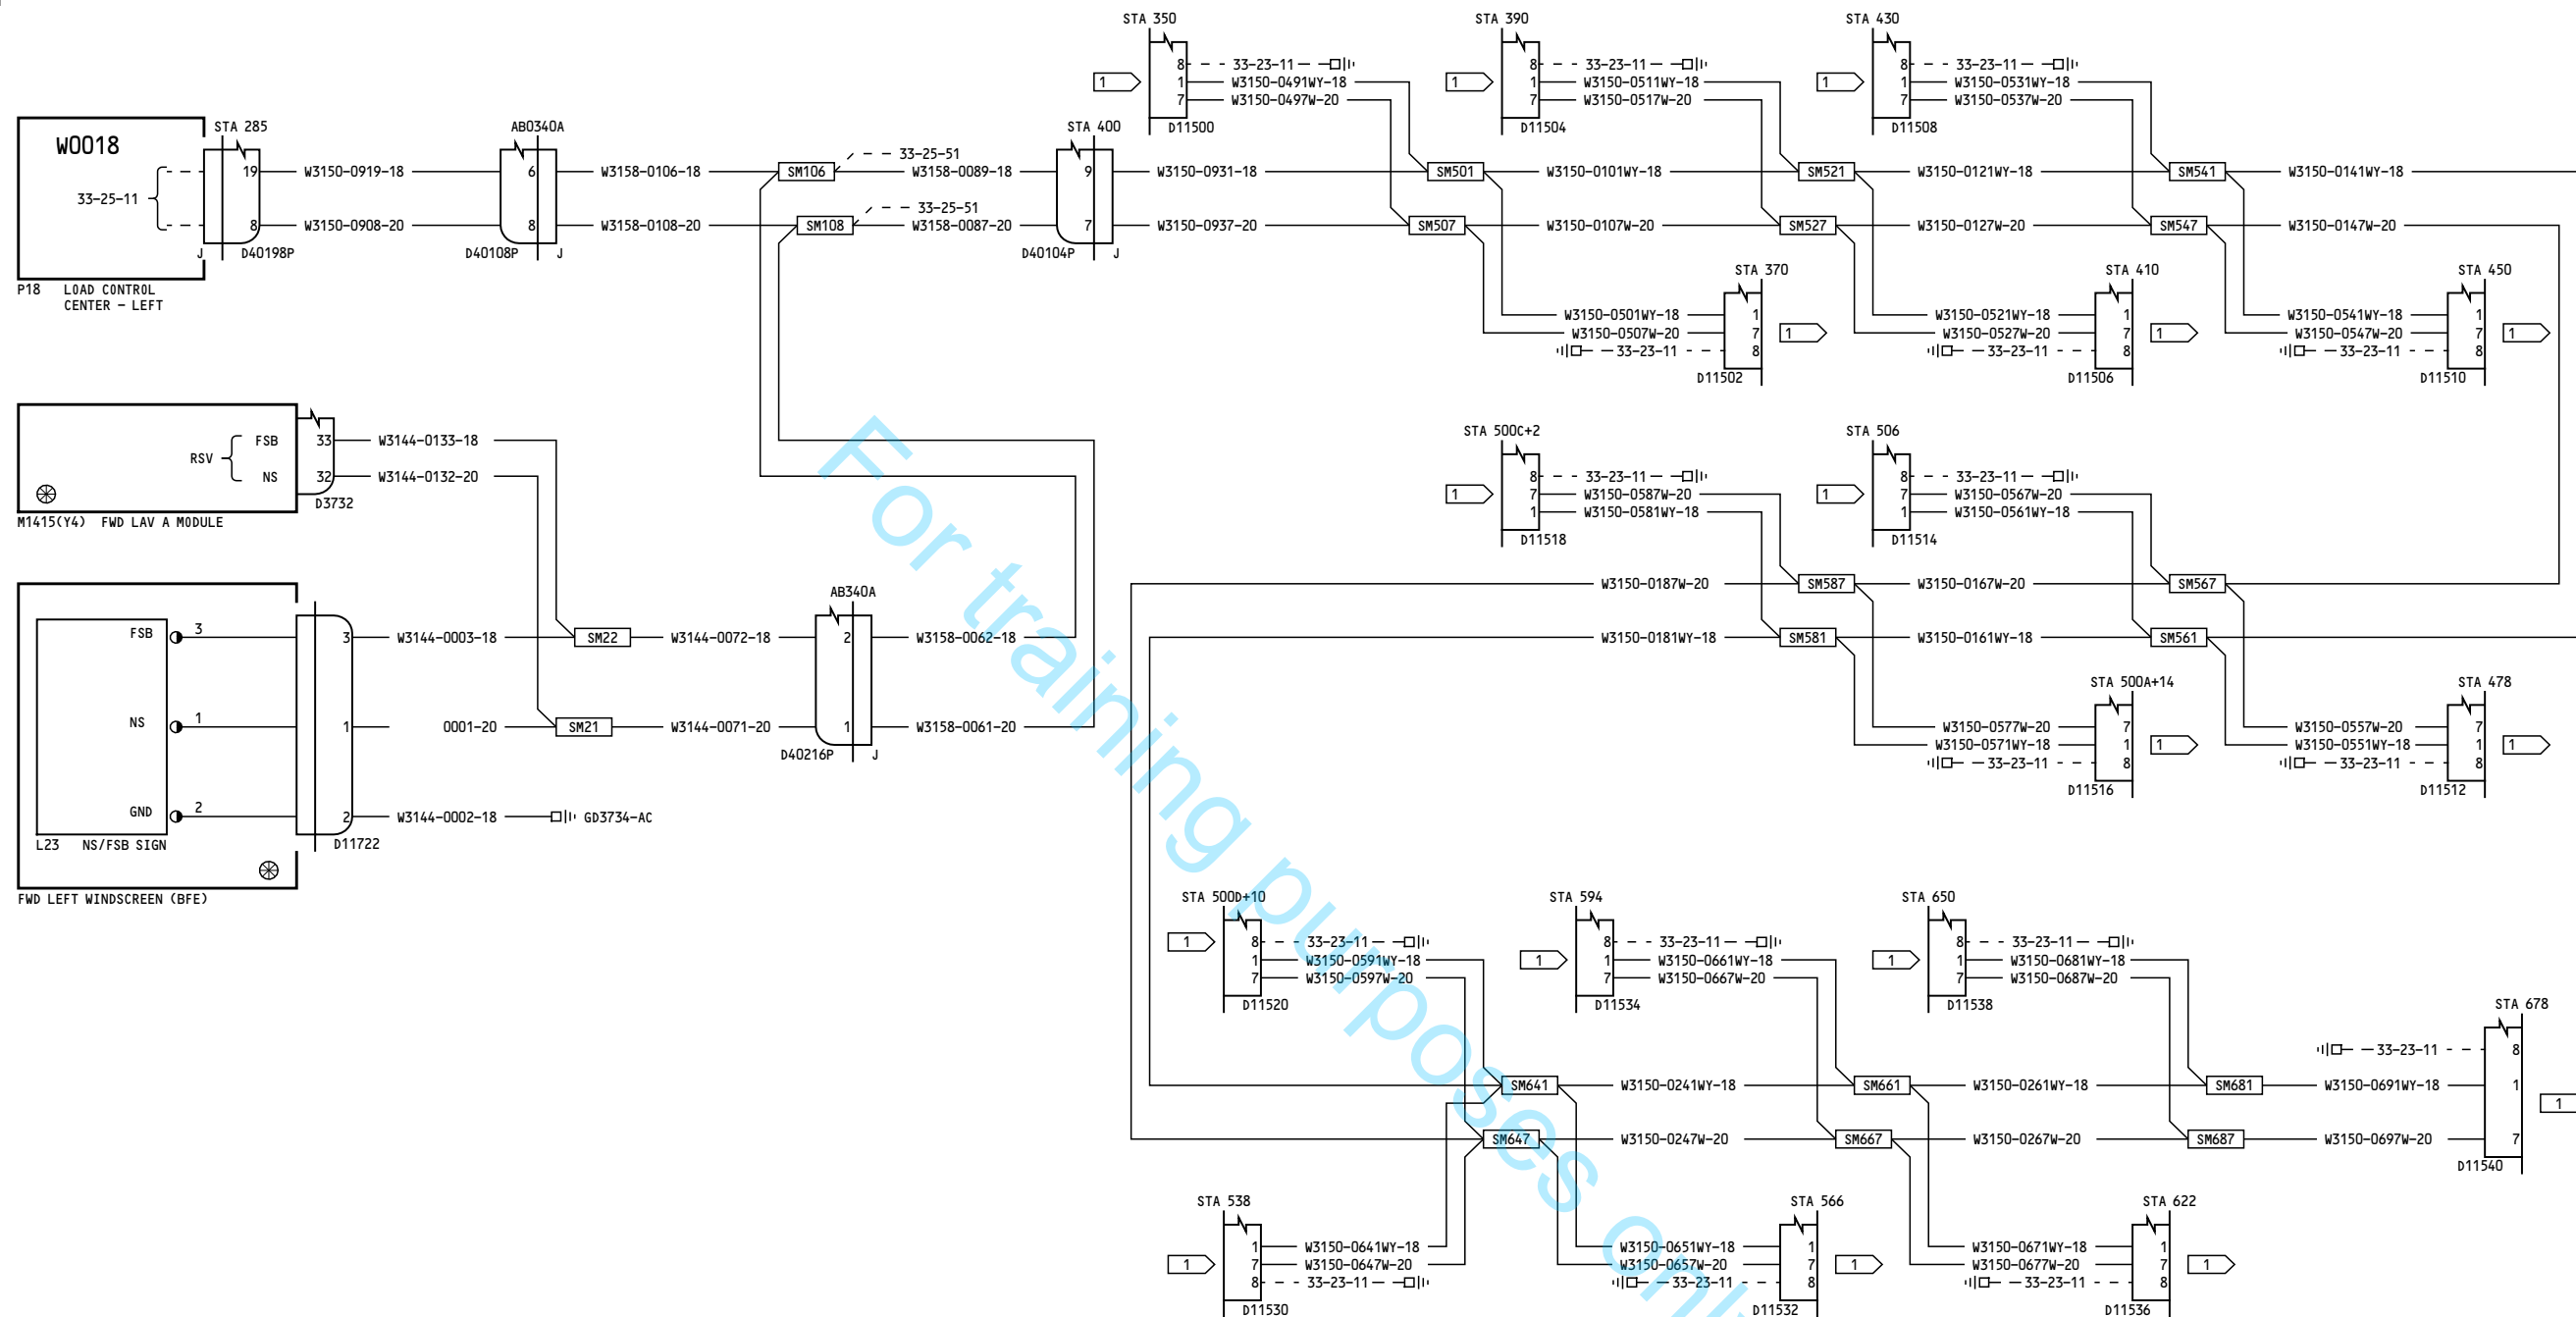 STA 350
STA 390
STA 430
8 33-23-11
1 W3150-0491WY-18
7 W3150-0497W-20
D11500
1
8 33-23-11
1 W3150-0511WY-18
7 W3150-0517W-20
D11504
1
8 33-23-11
1 W3150-0531WY-18
7 W3150-0537W-20
D11508
1
W0018
33-25-11
P18 LOAD CONTROL
CENTER - LEFT
STA 285
AB0340A
STA 400
33-25-51
19 W3150-0919-18 6 W3158-0106-18 SM106 W3158-0089-18 9 W3150-0931-18 SM501 W3150-0101WY-18 SM521 W3150-0121WY-18 SM541 W3150-0141WY-18
33-25-51
8 W3150-0908-20 8 W3158-0108-20 SM108 W3158-0087-20 7 W3150-0937-20 SM507 W3150-0107W-20 SM527 W3150-0127W-20 SM547 W3150-0147W-20
J D40198P D40108P J D40104P J
STA 370
STA 410
STA 450
W3150-0501WY-18 1
W3150-0507W-20 7
33-23-11 8
D11502
1
W3150-0521WY-18 1
W3150-0527W-20 7
33-23-11 8
D11506
1
W3150-0541WY-18 1
W3150-0547W-20 7
33-23-11 8
D11510
1
RSV
FSB 33 W3144-0133-18
NS 32 W3144-0132-20
D3732
M1415(Y4) FWD LAV A MODULE
STA 500C+2
STA 506
8 33-23-11
7 W3150-0587W-20
1 W3150-0581WY-18
D11518
1
8 33-23-11
7 W3150-0567W-20
1 W3150-0561WY-18
D11514
1
W3150-0187W-20 SM587 W3150-0167W-20 SM567
W3150-0181WY-18 SM581 W3150-0161WY-18 SM561
AB340A
FSB 3 3 W3144-0003-18 SM22 W3144-0072-18 2 W3158-0062-18
NS 1 1 0001-20 SM21 W3144-0071-20 1 W3158-0061-20
D40216P J
GND 2 2 W3144-0002-18 GD3734-AC
L23 NS/FSB SIGN
D11722
FWD LEFT WINDSCREEN (BFE)
STA 500A+14
STA 478
W3150-0577W-20 7
W3150-0571WY-18 1
33-23-11 8
D11516
1
W3150-0557W-20 7
W3150-0551WY-18 1
33-23-11 8
D11512
1
STA 500D+10
STA 594
STA 650
8 33-23-11
1 W3150-0591WY-18
7 W3150-0597W-20
D11520
1
8 33-23-11
1 W3150-0661WY-18
7 W3150-0667W-20
D11534
1
8 33-23-11
1 W3150-0681WY-18
7 W3150-0687W-20
D11538
1
STA 678
33-23-11 8
SM641 W3150-0241WY-18 SM661 W3150-0261WY-18 SM681 W3150-0691WY-18 1
1
SM647 W3150-0247W-20 SM667 W3150-0267W-20 SM687 W3150-0697W-20 7
D11540
STA 538
STA 566
STA 622
1 W3150-0641WY-18
7 W3150-0647W-20
8 33-23-11
D11530
1
W3150-0651WY-18 1
W3150-0657W-20 7
33-23-11 8
D11532
1
W3150-0671WY-18 1
W3150-0677W-20 7
33-23-11 8
D11536
1
For training purposes only